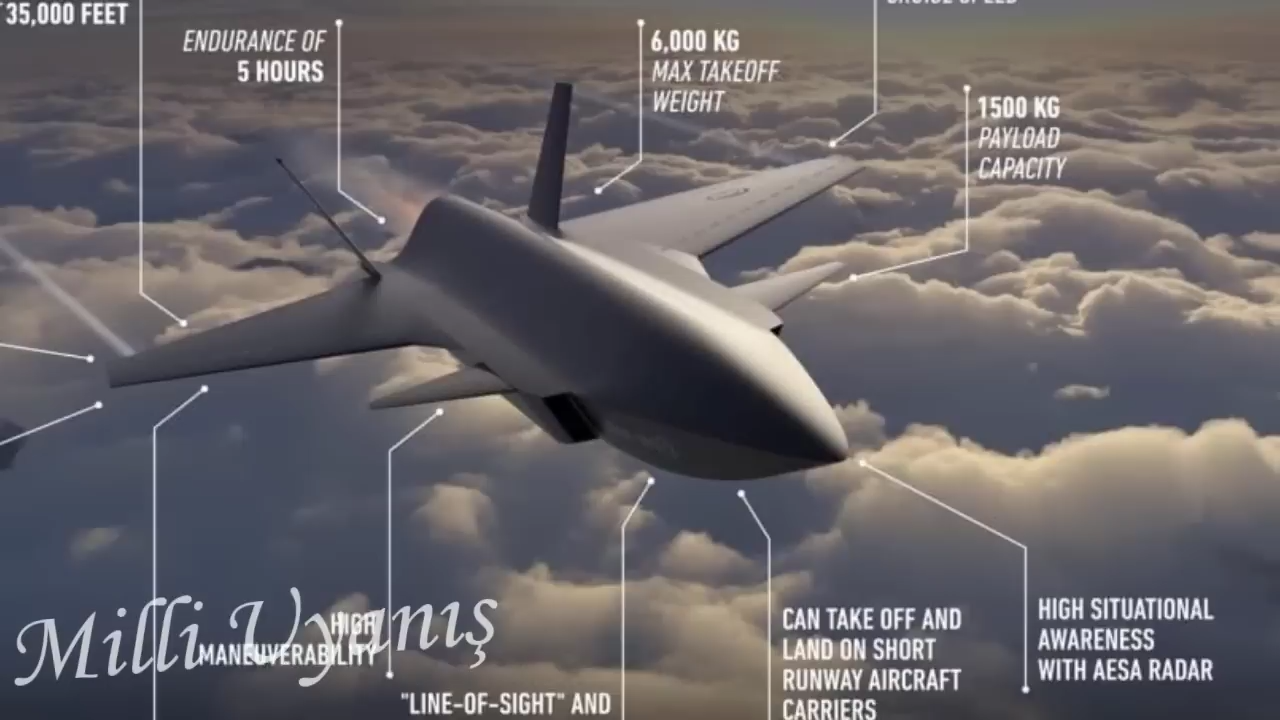 35,000 FEET
ENDURANCE OF
5 HOURS
6,000 KG
MAX TAKEOFF
WEIGHT
1500 KG
PAYLOAD
CAPACITY
HIGH
MANEUVERABILITY
Milli Uyanış
"LINE-OF-SIGHT" AND
CAN TAKE OFF AND
LAND ON SHORT
RUNWAY AIRCRAFT
CARRIERS
HIGH SITUATIONAL
AWARENESS
WITH AESA RADAR